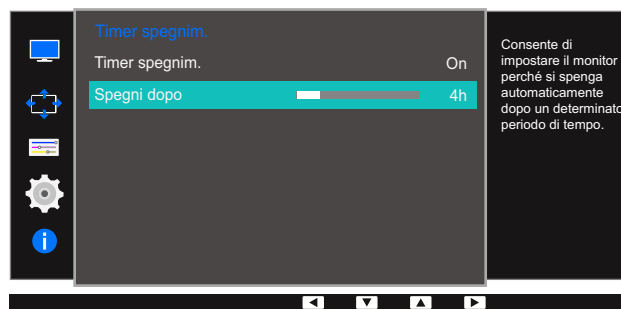 Timer spegnim.
Timer spegnim. On
Spegni dopo 4h
Consente di
impostare il monitor
perché si spenga
automaticamente
dopo un determinato
periodo di tempo.
i